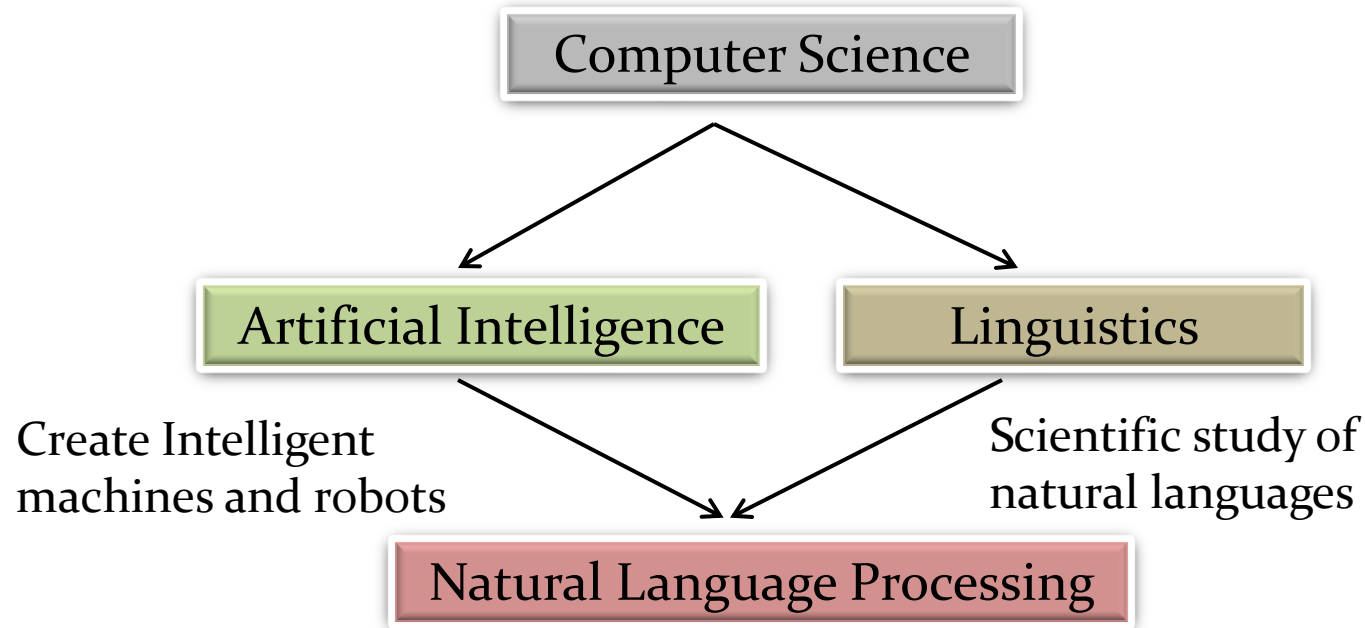 Computer Science
Artificial Intelligence
Linguistics
Create Intelligent
machines and robots
Scientific study of
natural languages
Natural Language Processing